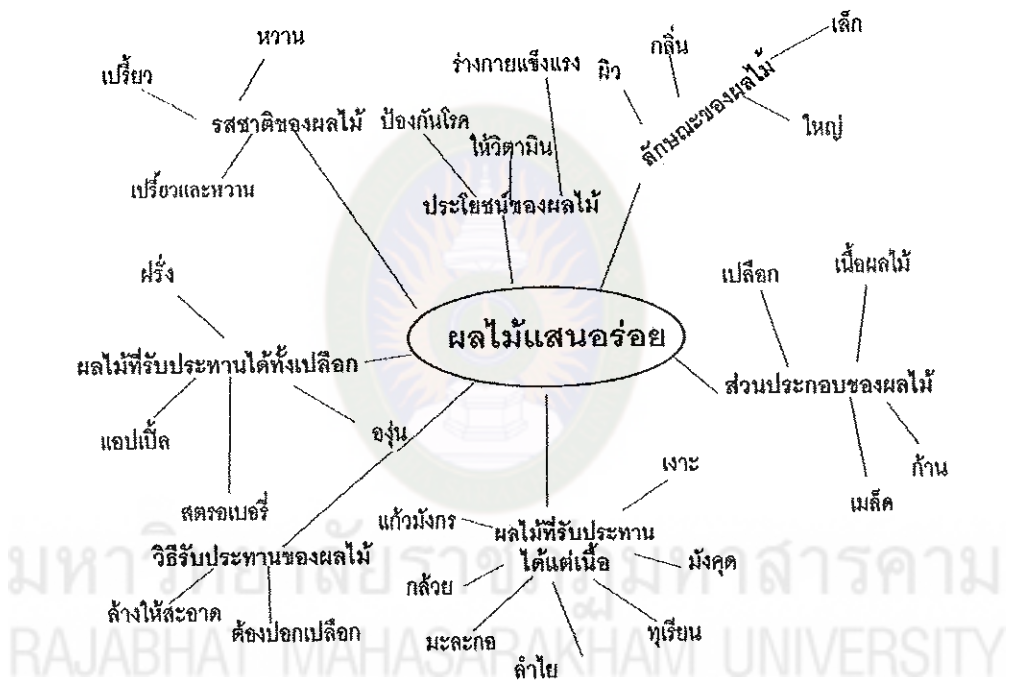 หวาน
เปรี้ยว
รสชาติของผลไม้
เปรี้ยวและหวาน
ร่างกายแข็งแรง
ป้องกันโรค
ให้วิตามิน
ประโยชน์ของผลไม้
ผิว
กลิ่น
เล็ก
ลักษณะของผลไม้
ใหญ่
ผลไม้แสนอร่อย
ฝรั่ง
ผลไม้ที่รับประทานได้ทั้งเปลือก
แอปเปิ้ล
องุ่น
สตรอเบอรี่
เปลือก
เนื้อผลไม้
ส่วนประกอบของผลไม้
ก้าน
เมล็ด
วิธีรับประทานของผลไม้
ล้างให้สะอาด
ต้องปอกเปลือก
เงาะ
แก้วมังกร
ผลไม้ที่รับประทาน
ได้แต่เนื้อ
มังคุด
กล้วย
มะละกอ
ลำไย
ทุเรียน
มหาวิทยาลัยราชภัฏมหาสารคาม
RAJABHAT MAHASARAKHAM UNIVERSITY